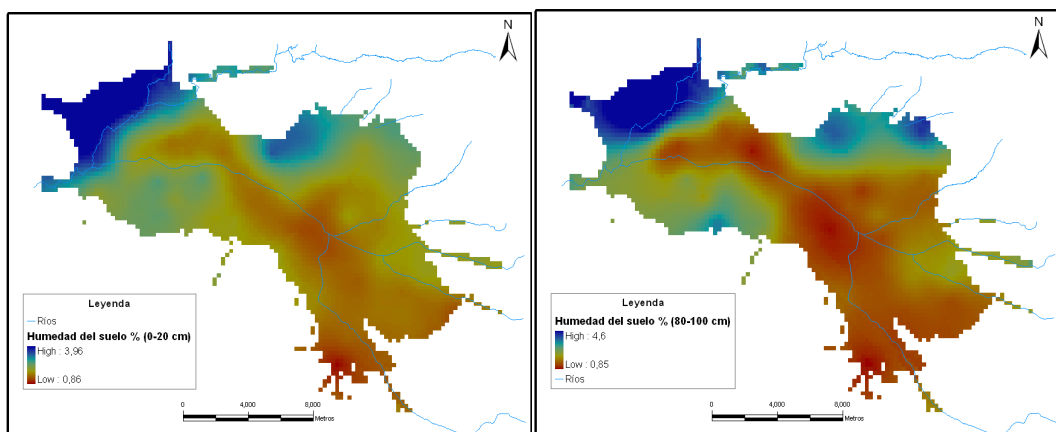 N
Leyenda
Ríos
Humedad del suelo % (0-20 cm)
High : 3,96
Low : 0,86
0 4,000 8,000
Metros
N
Leyenda
Humedad del suelo % (80-100 cm)
High : 4,6
Low : 0,85
Ríos
0 4,000 8,000
Metros